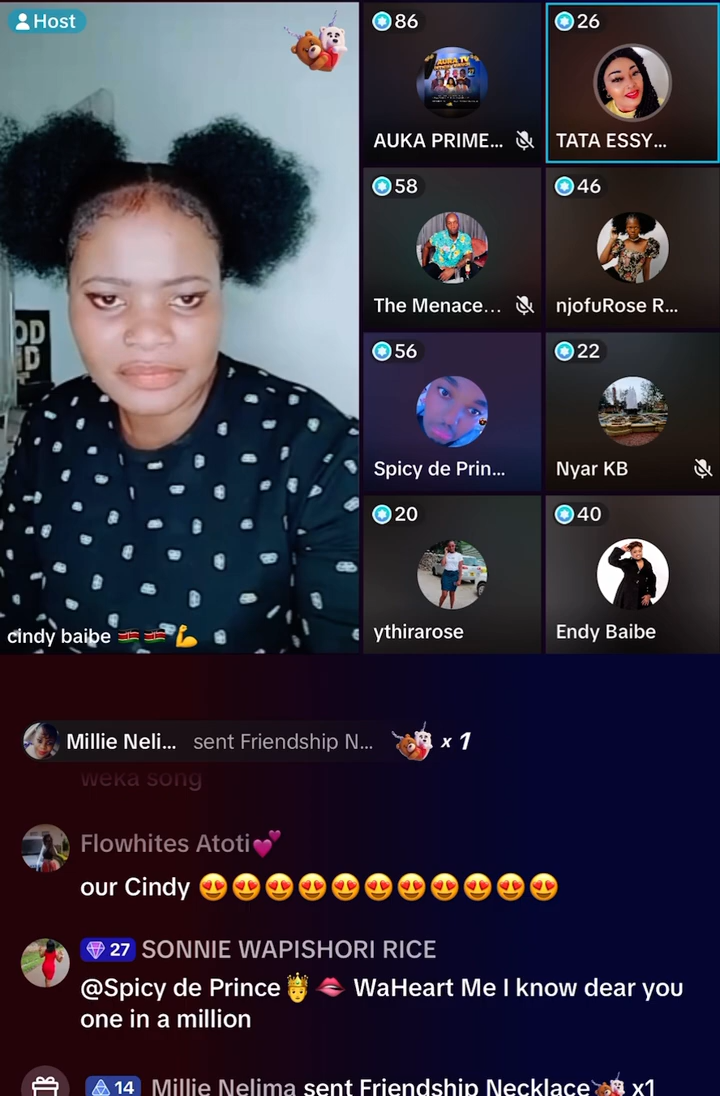 Host
cindy baibe 🇰🇪🇰🇪 💪
86
AUKA PRIME...
26
TATA ESSY...
58
The Menace...
46
njofuRose R...
56
Spicy de Prin...
22
Nyar KB
20
ythirarose
40
Endy Baibe
Millie Neli... sent Friendship N... x 1
weka song
Flowhites Atoti💕
our Cindy 😍😍😍😍😍😍😍😍😍😍😍
27 SONNIE WAPISHORI RICE
@Spicy de Prince🤴💋 WaHeart Me I know dear you
one in a million
14 Millie Nelima sent Friendship Necklace x1